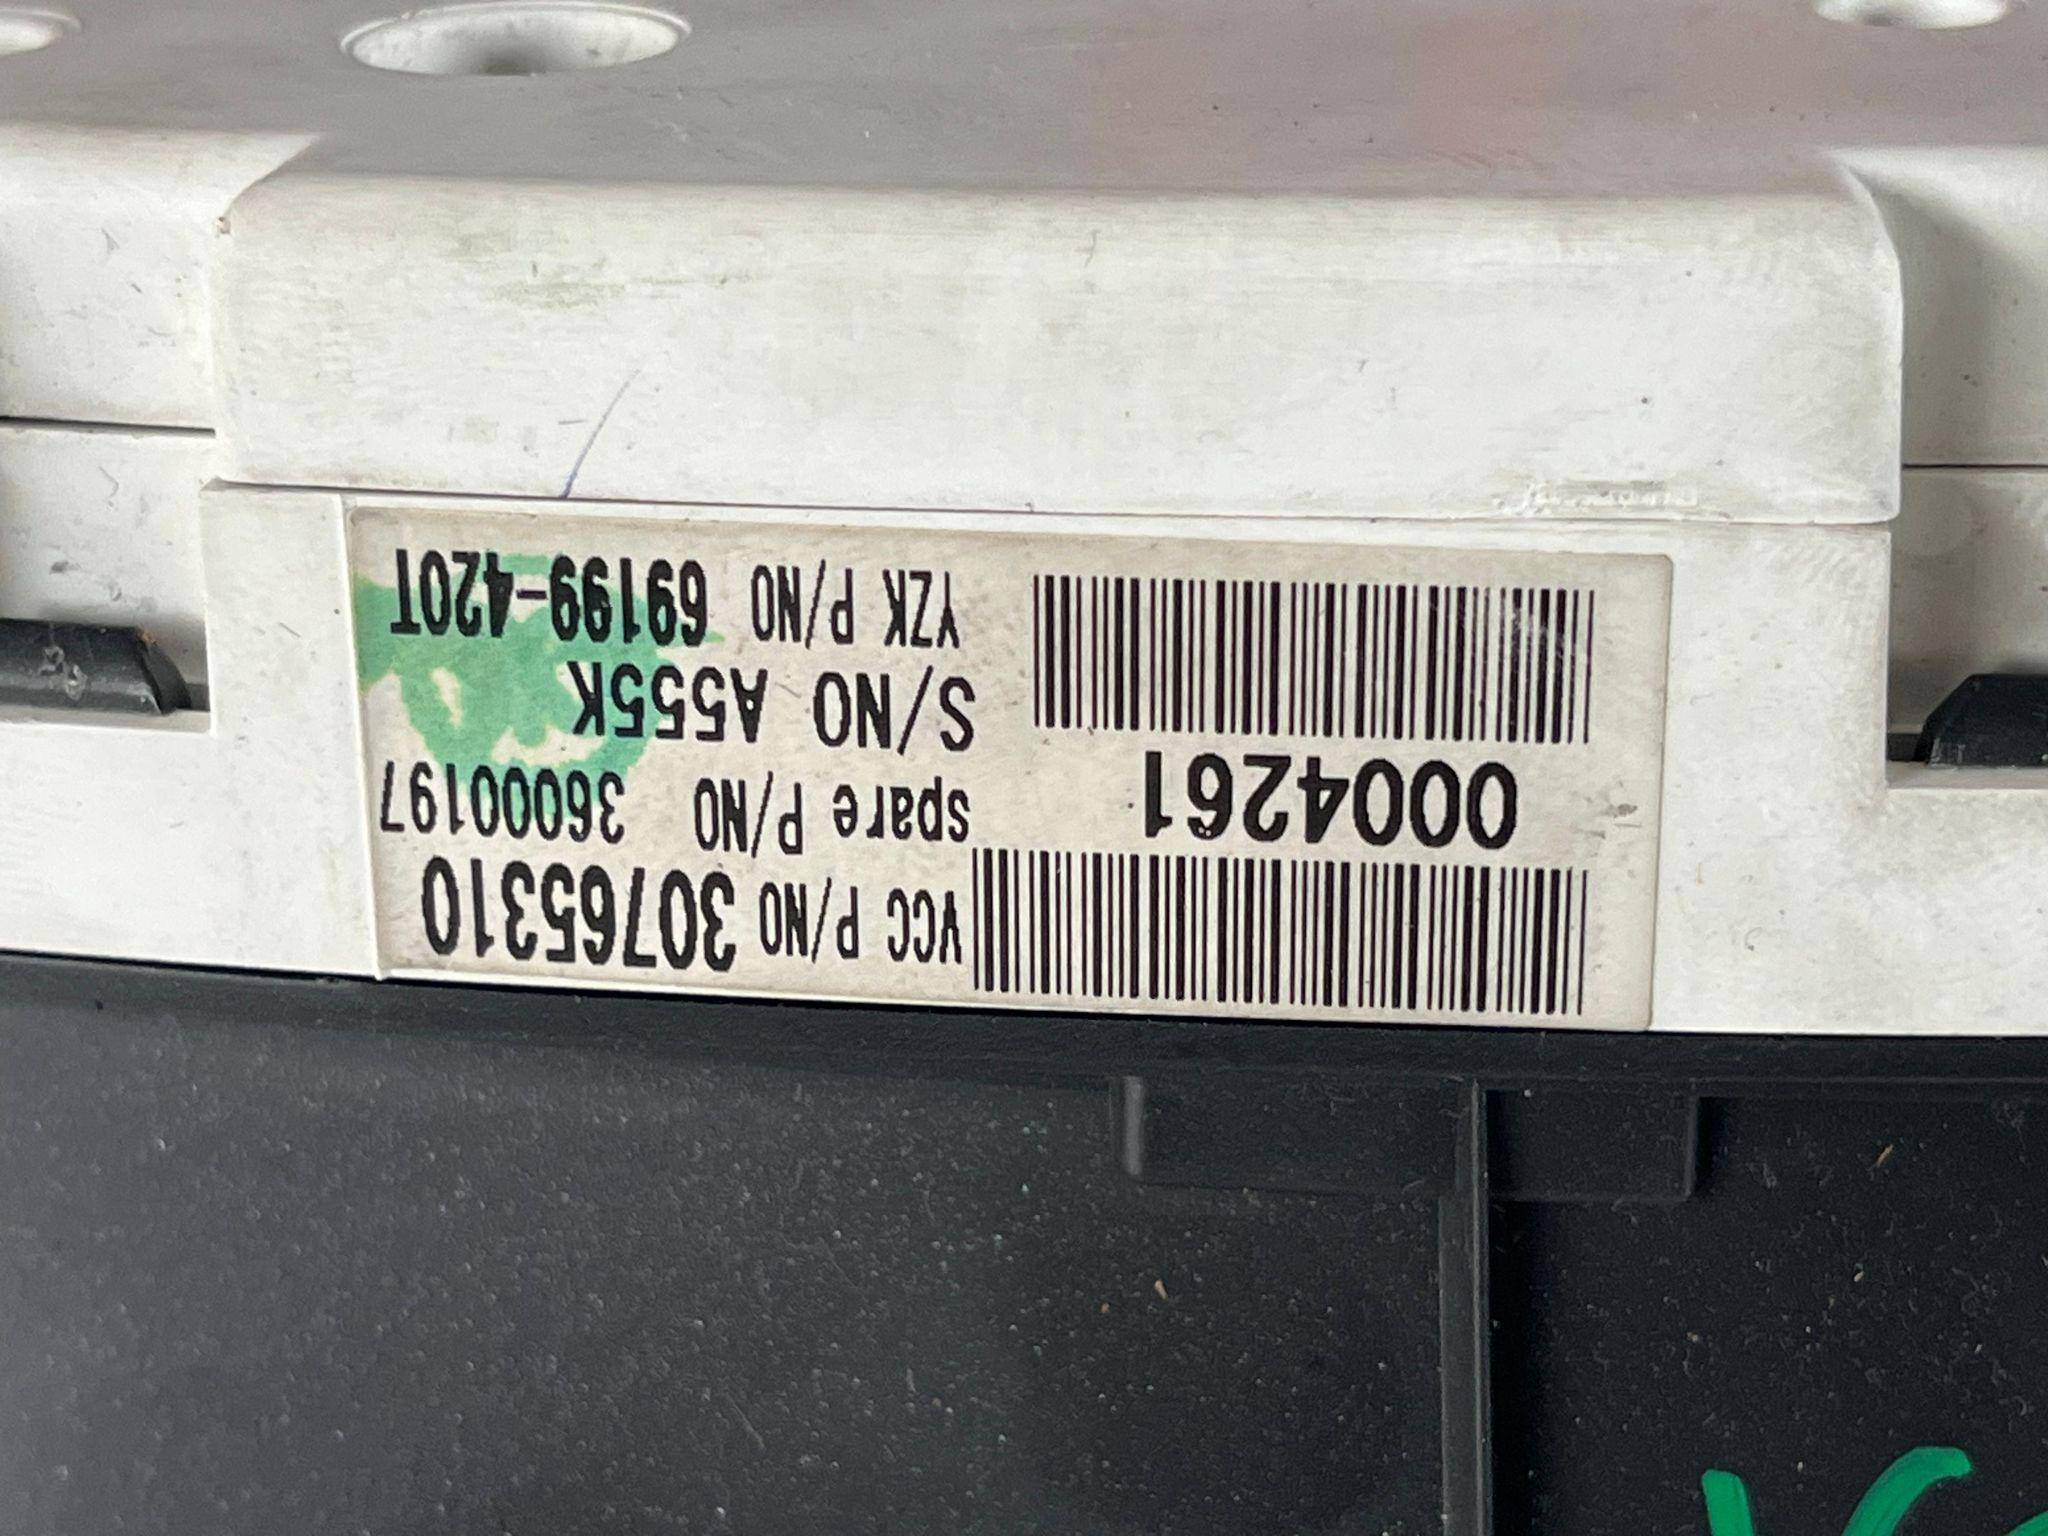 VCC P/NO 30765310
0004261
spare P/NO 36000197
S/NO A555K
YZK P/NO 69199-420T